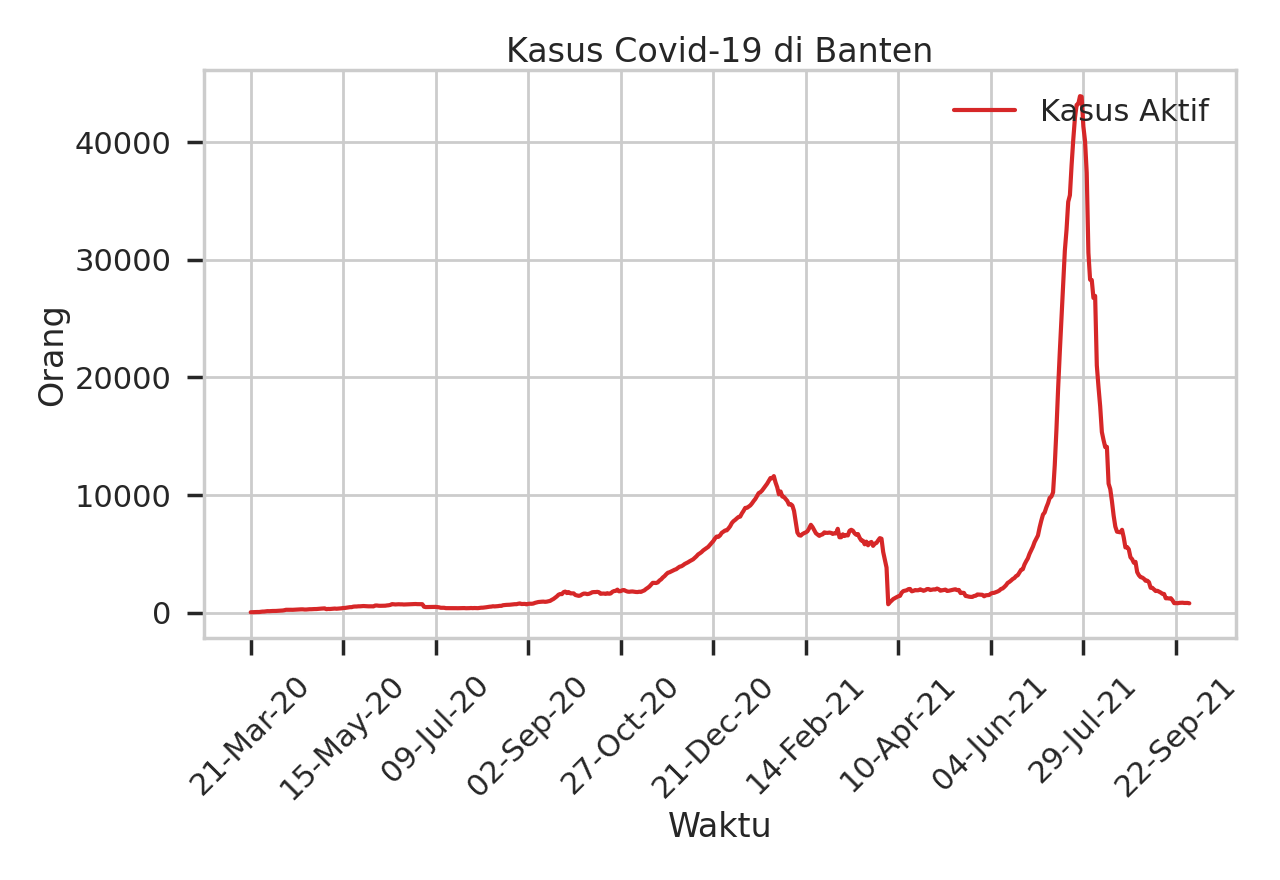 Kasus Covid-19 di Banten
Kasus Aktif
40000
30000
20000
10000
0
Orang
21-Mar-20
15-May-20
09-Jul-20
02-Sep-20
27-Oct-20
21-Dec-20
14-Feb-21
10-Apr-21
04-Jun-21
29-Jul-21
22-Sep-21
Waktu